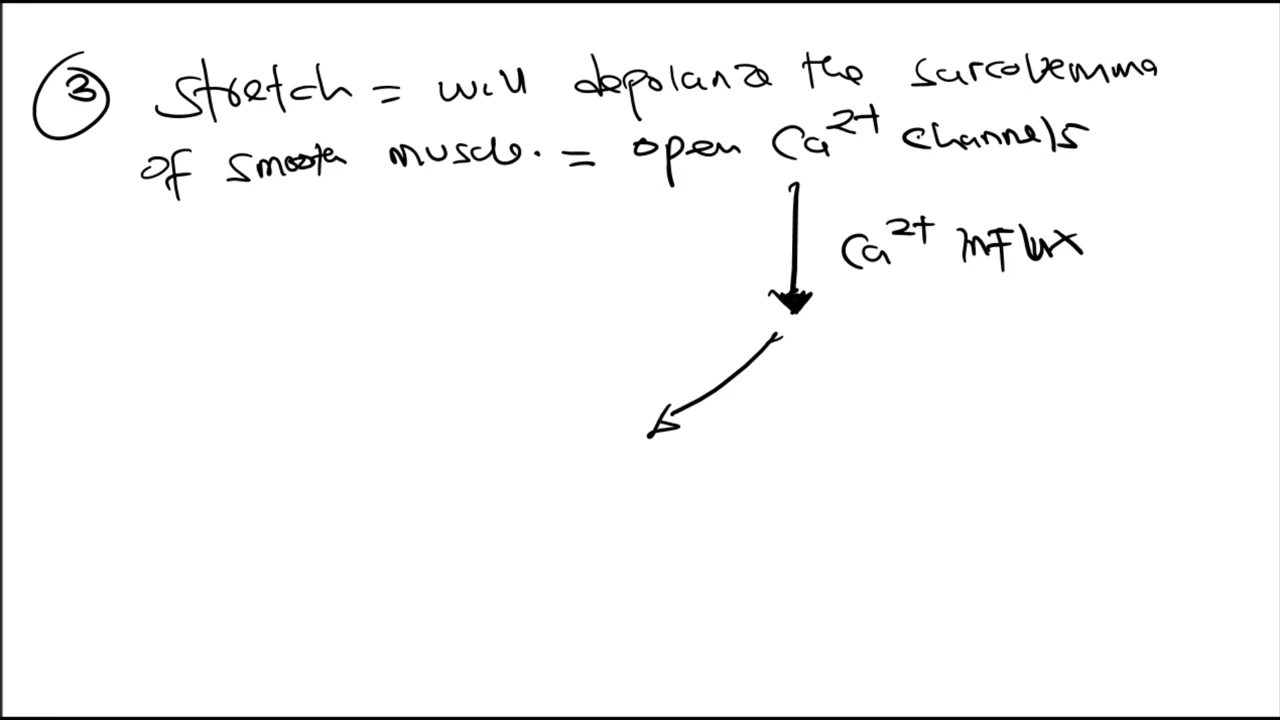 ③ Stretch = will depolarize the sarcolemma
of smooth muscle. = open Ca²⁺ channels
Ca²⁺ influx